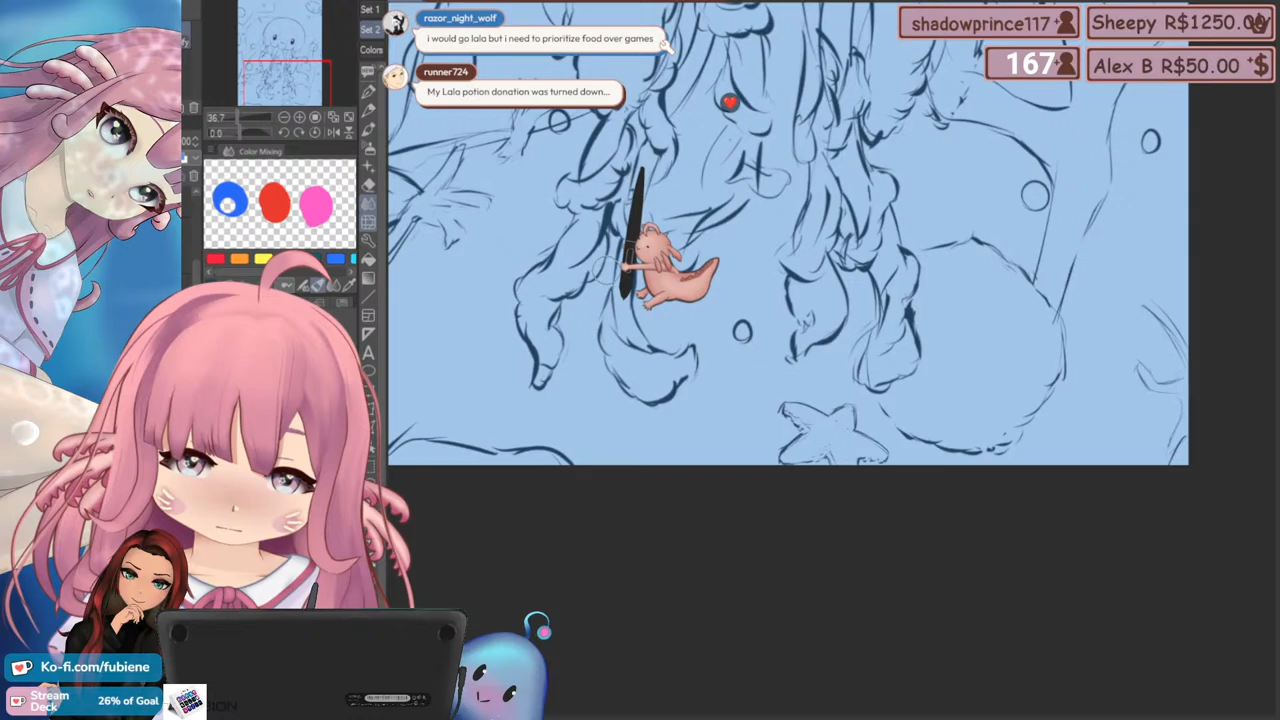 Set 1
Set 2
Colors
razor_night_wolf
i would go lala but i need to prioritize food over games
runner724
My Lala potion donation was turned down...
shadowprince117
Sheepy R$1250.00
167
Alex B R$50.00
36.7
0.0
Color Mixing
Ko-fi.com/fubiene
Stream Deck
26% of Goal